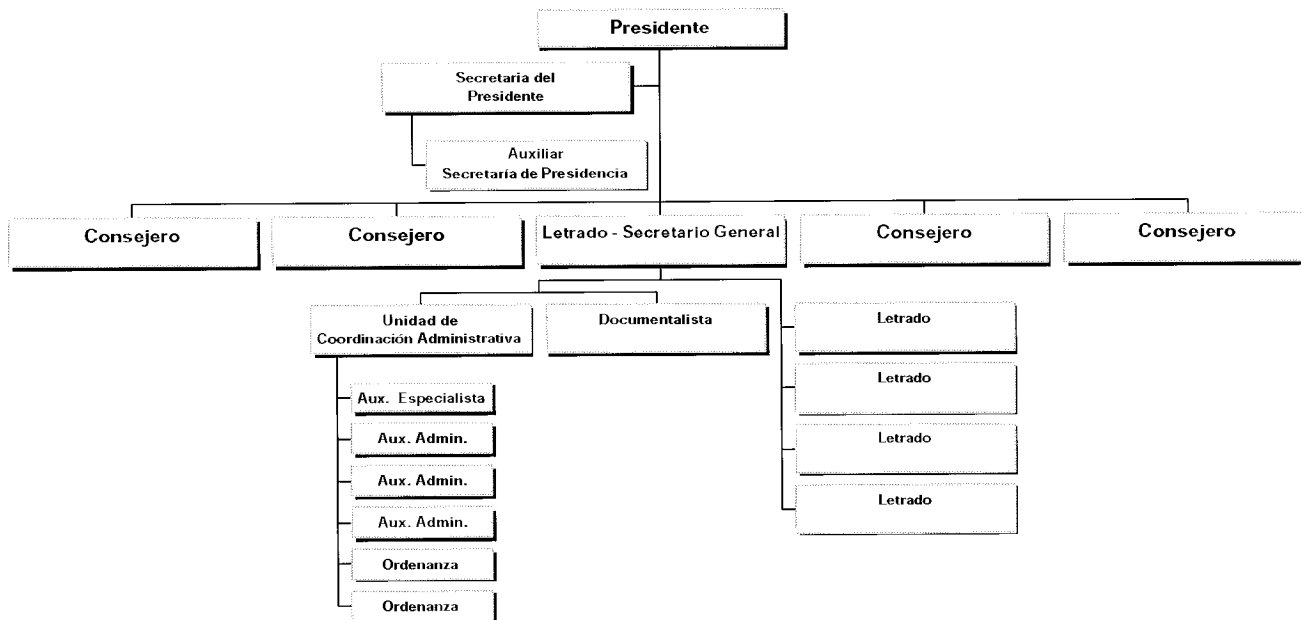 Presidente
Secretaria del
Presidente
Auxiliar
Secretaría de Presidencia
Consejero
Consejero
Letrado - Secretario General
Consejero
Consejero
Unidad de
Coordinación Administrativa
Documentalista
Letrado
Letrado
Letrado
Letrado
Aux. Especialista
Aux. Admin.
Aux. Admin.
Aux. Admin.
Ordenanza
Ordenanza